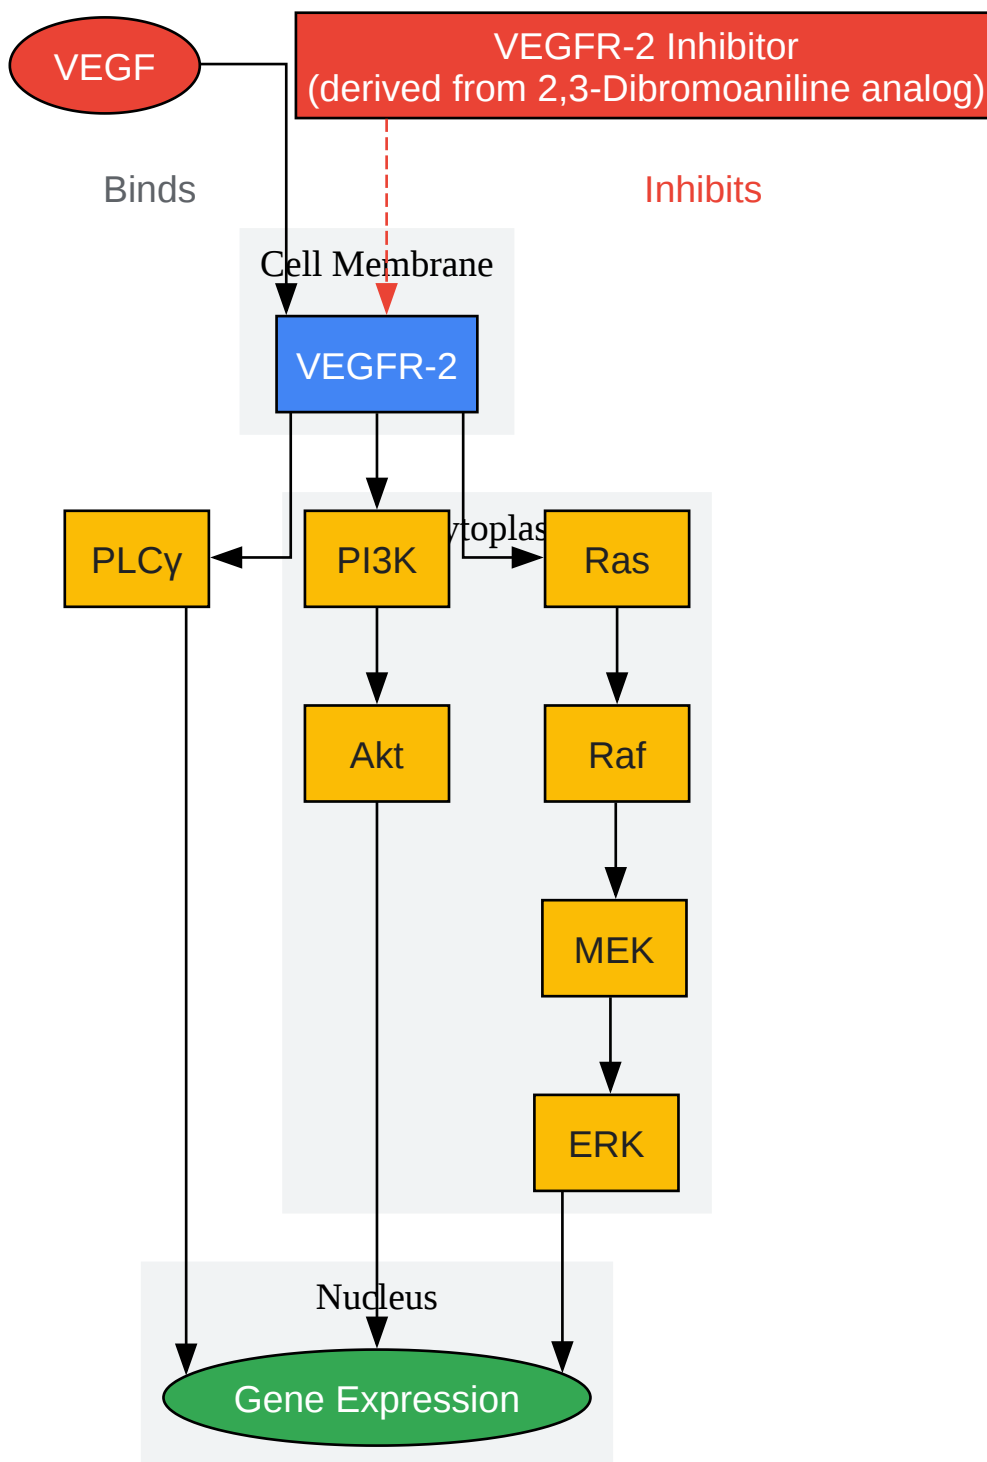 VEGF
VEGFR-2 Inhibitor
(derived from 2,3-Dibromoaniline analog)
Binds
Inhibits
Cell Membrane
VEGFR-2
PLCγ
PI3K
Ras
Akt
Raf
MEK
ERK
Nucleus
Gene Expression